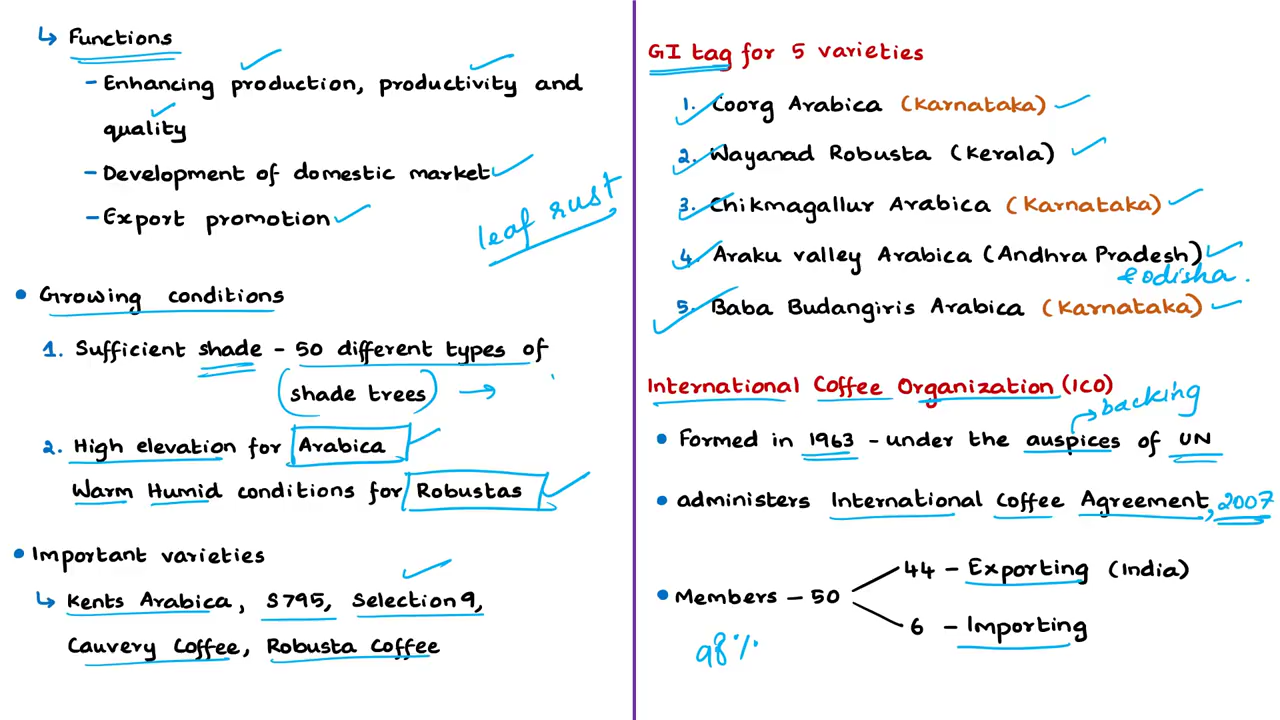 ↳ Functions
– Enhancing production, productivity and
quality
– Development of domestic market
– Export promotion
leaf rust
• Growing conditions
1. Sufficient shade – 50 different types of
(shade trees) →
2. High elevation for Arabica
Warm Humid conditions for Robustas
• Important varieties
↳ Kents Arabica, S795, Selection9,
Cauvery Coffee, Robusta Coffee
GI tag for 5 varieties
1. Coorg Arabica (Karnataka)
2. Wayanad Robusta (Kerala)
3. Chikmagallur Arabica (Karnataka)
4. Araku valley Arabica (Andhra Pradesh)
& odisha.
5. Baba Budangiris Arabica (Karnataka)
International Coffee Organization (ICO)
→ backing
• Formed in 1963 – under the auspices of UN
• administers International Coffee Agreement, 2007
44 – Exporting (India)
• Members – 50
6 – Importing
98%